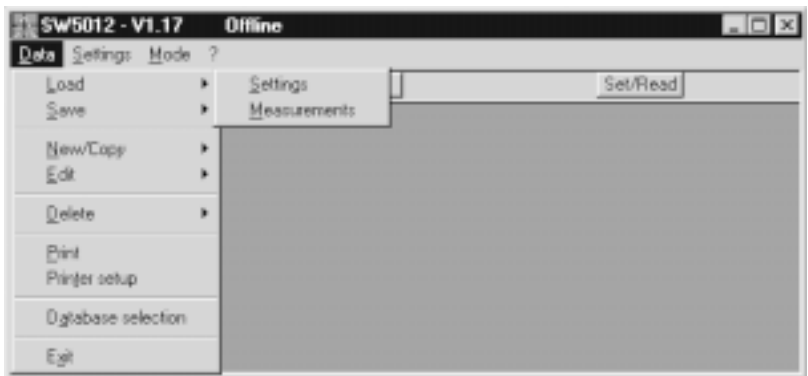 SW5012 - V1.17 Offline
Data Settings Mode ?
Load
Save
New/Copy
Edit
Delete
Print
Printer setup
Database selection
Exit
Settings
Measurements
Set/Read